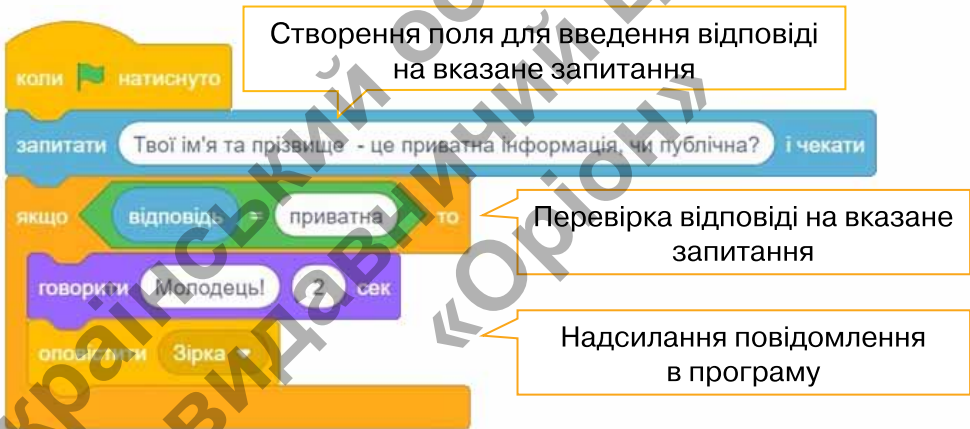 Створення поля для введення відповіді
на вказане запитання
коли натиснуто
запитати Твої ім'я та прізвище - це приватна інформація, чи публічна? і чекати
якщо відповідь = приватна то
Перевірка відповіді на вказане
запитання
говорити Молодець! 2 сек
оповістити Зірка
Надсилання повідомлення
в програму
«Оріон»